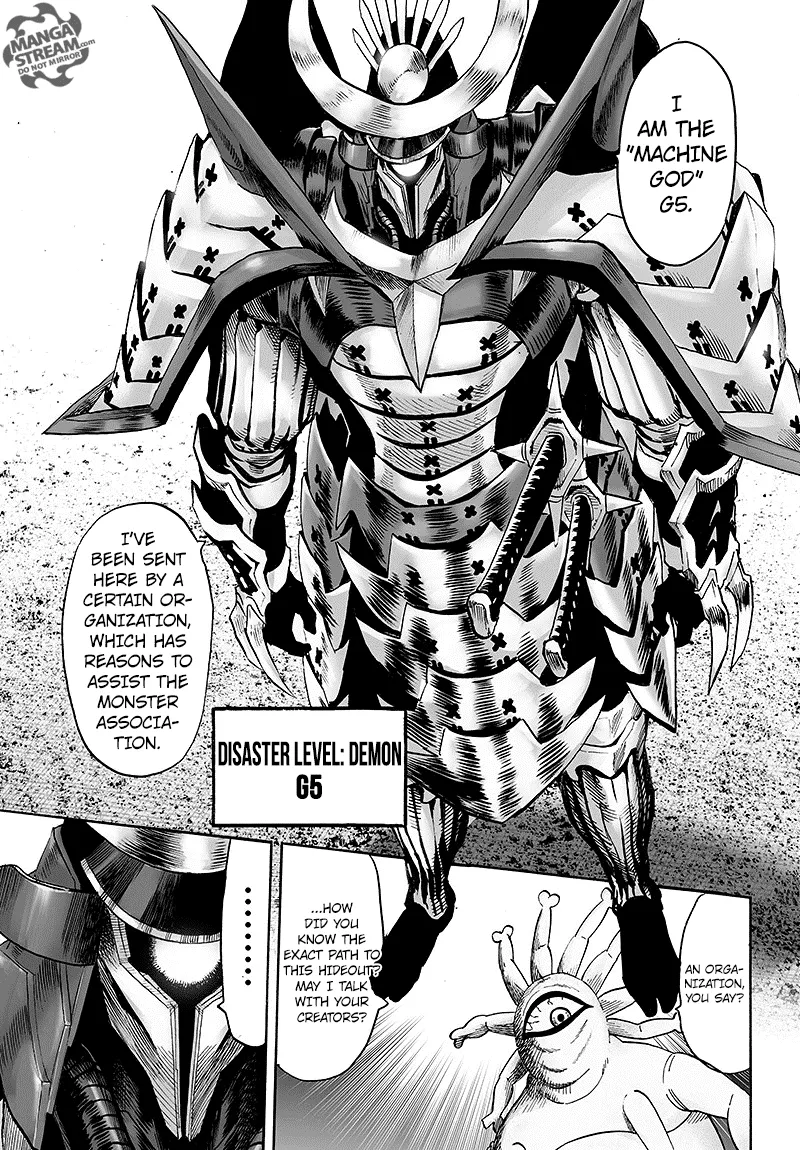 MANGA
STREAM.com
DO NOT MIRROR!
I
AM THE
"MACHINE
GOD"
G5.
I'VE
BEEN SENT
HERE BY A
CERTAIN OR-
GANIZATION,
WHICH HAS
REASONS TO
ASSIST THE
MONSTER
ASSOCIA-
TION.
DISASTER LEVEL: DEMON
G5
AN ORGA-
NIZATION,
YOU SAY?
...HOW
DID YOU
KNOW THE
EXACT PATH TO
THIS HIDEOUT?
MAY I TALK
WITH YOUR
CREATORS?
.........